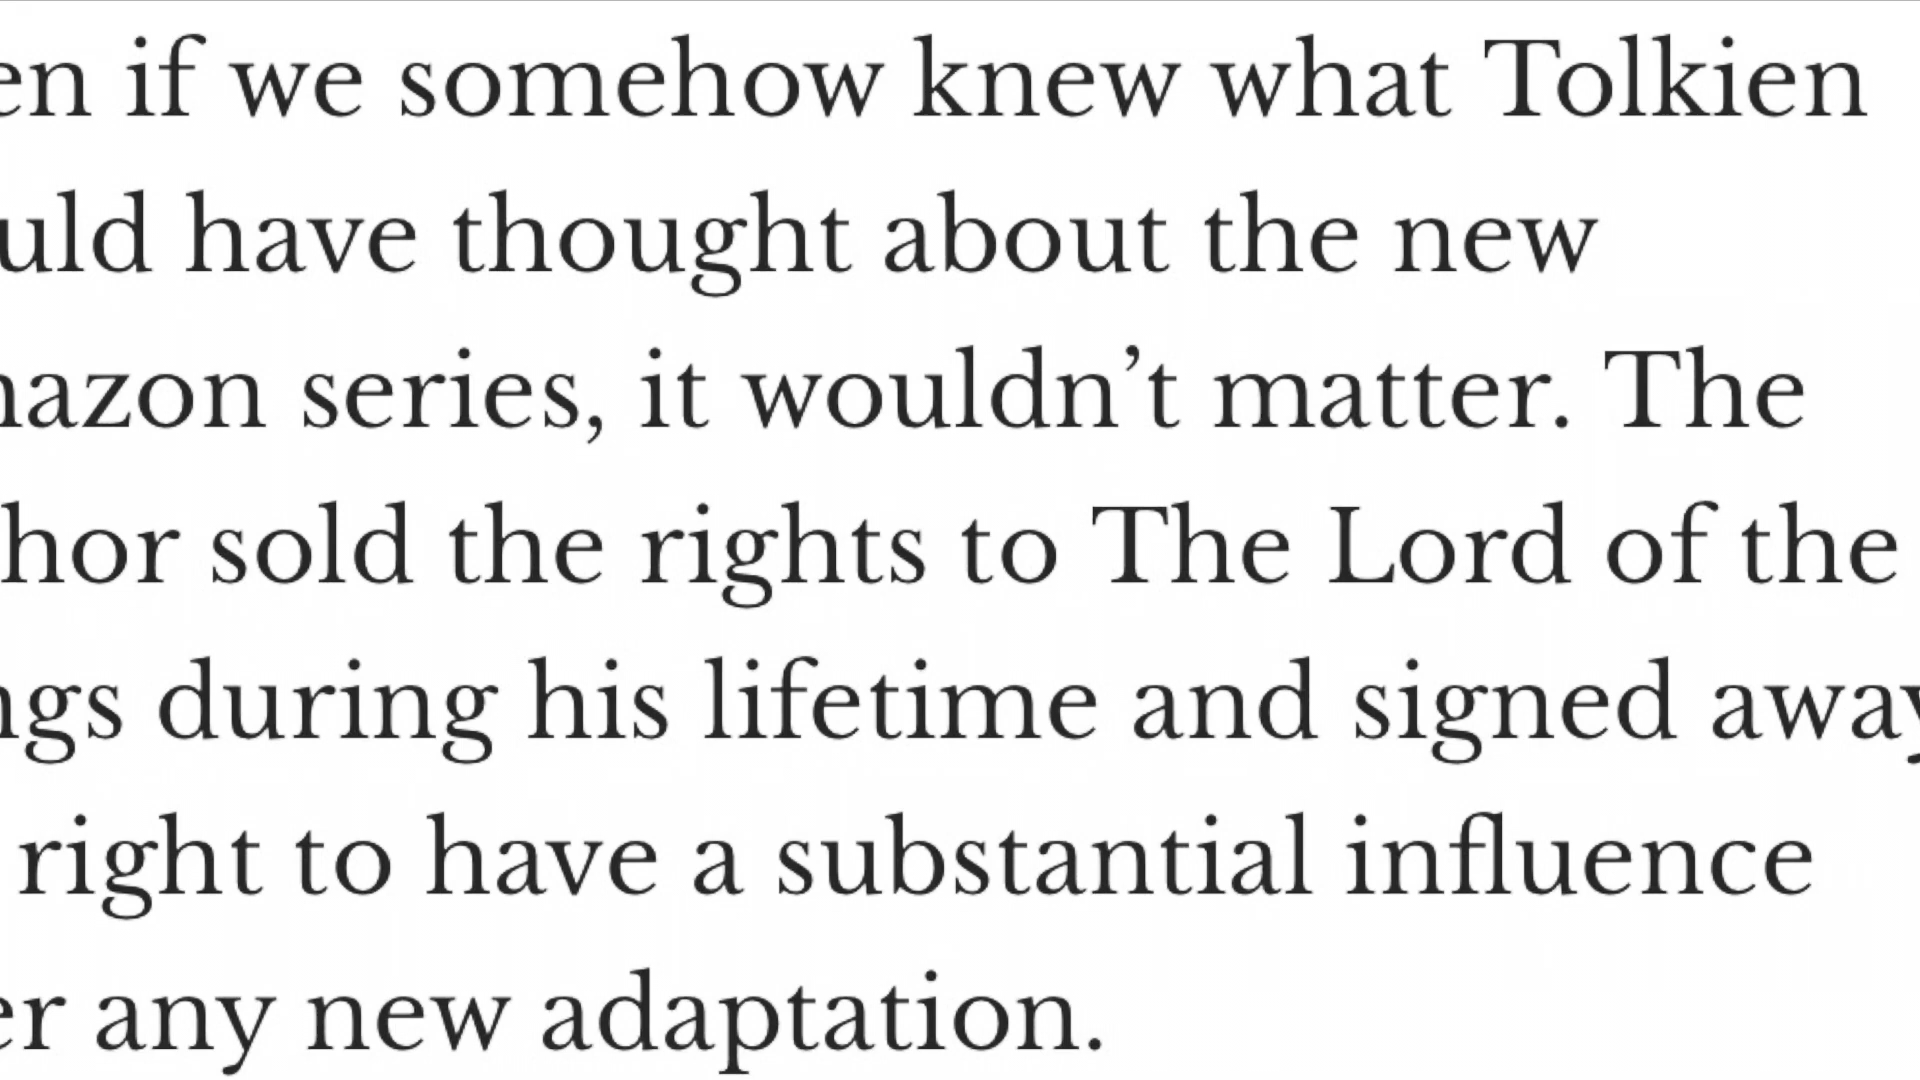 en if we somehow knew what Tolkien
uld have thought about the new
azon series, it wouldn’t matter. The
hor sold the rights to The Lord of the
ngs during his lifetime and signed away
right to have a substantial influence
er any new adaptation.